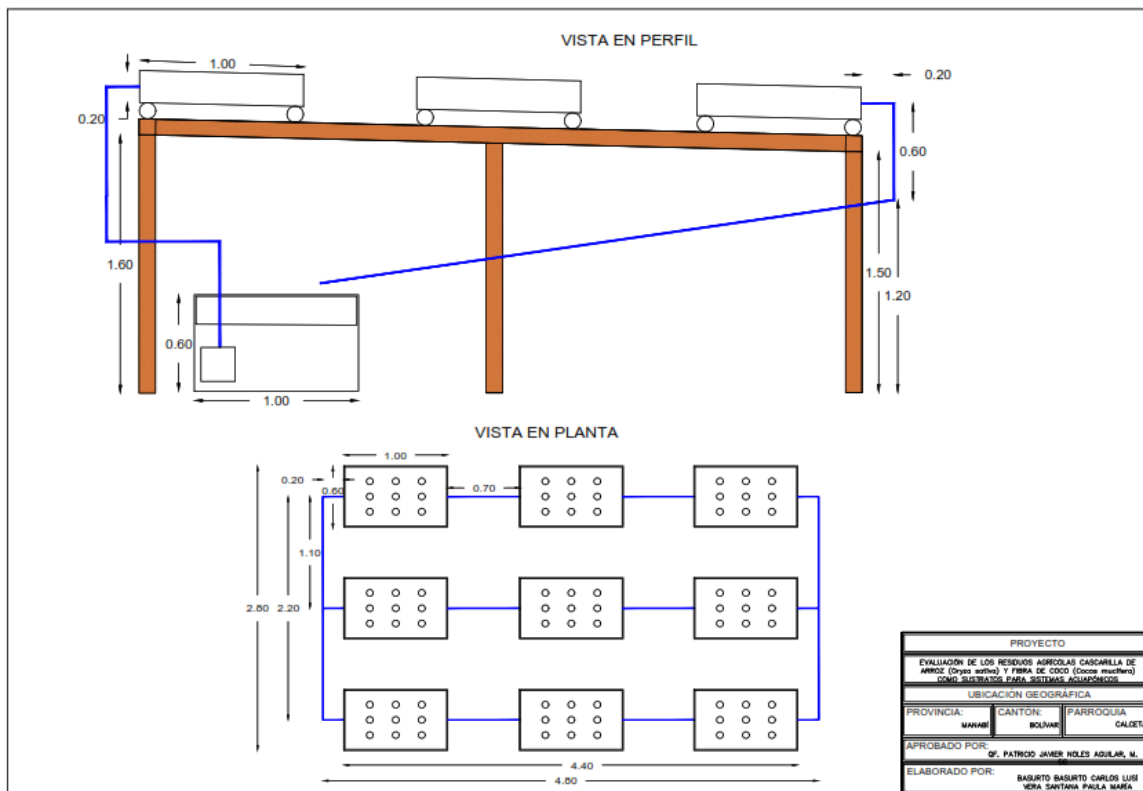 VISTA EN PERFIL
1.00
0.20
0.20
0.60
1.60
1.50
1.20
0.60
1.00
VISTA EN PLANTA
1.00
0.20
0.60
0.70
1.10
2.80
2.20
4.40
4.80
PROYECTO
EVALUACIÓN DE LOS RESIDUOS AGRÍCOLAS CASCARILLA DE
ARROZ (Oryza sativa) Y FIBRA DE COCO (Cocos nucifera)
COMO SUSTRATOS PARA SISTEMAS ACUAPÓNICOS
UBICACIÓN GEOGRÁFICA
PROVINCIA: CANTON: PARROQUIA
MANABÍ BOLÍVAR CALCETA
APROBADO POR:
QF. PATRICIO JAVIER NOLES AGUILAR, M.
ELABORADO POR:
BASURTO BASURTO CARLOS LUSI
VERA SANTANA PAULA MARÍA